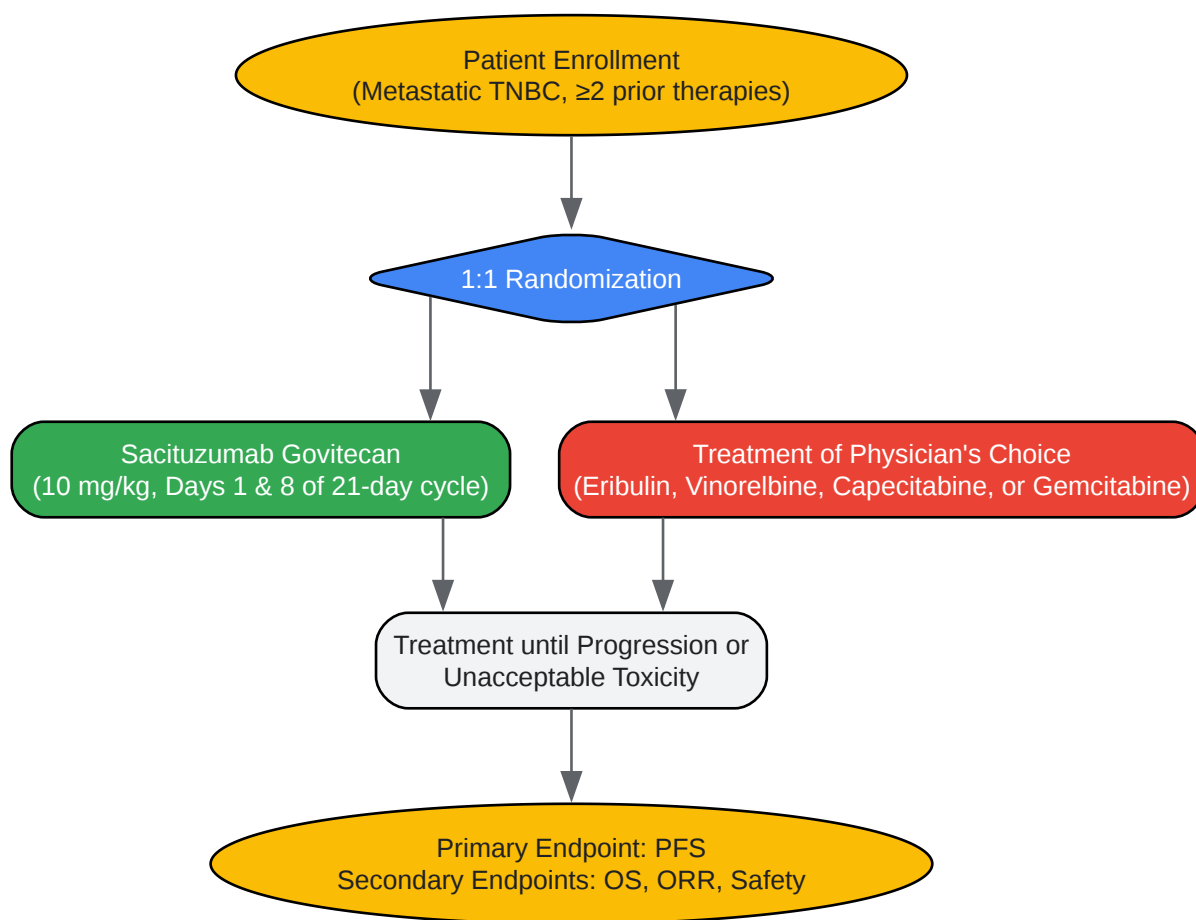 Patient Enrollment
(Metastatic TNBC, ≥2 prior therapies)
1:1 Randomization
Sacituzumab Govitecan
(10 mg/kg, Days 1 & 8 of 21-day cycle)
Treatment of Physician's Choice
(Eribulin, Vinorelbine, Capecitabine, or Gemcitabine)
Treatment until Progression or
Unacceptable Toxicity
Primary Endpoint: PFS
Secondary Endpoints: OS, ORR, Safety